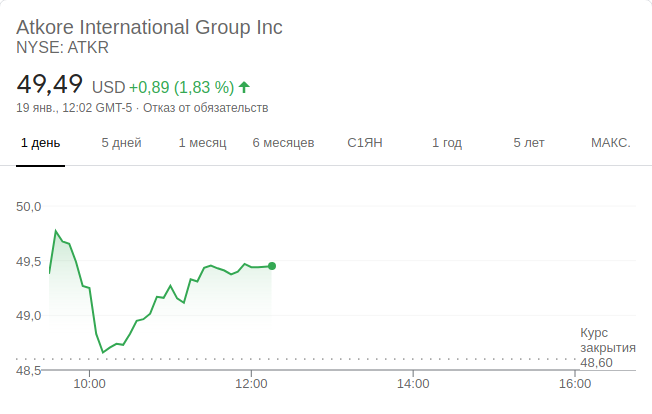 Atkore International Group Inc
NYSE: ATKR
49,49 USD +0,89 (1,83 %)
19 янв., 12:02 GMT-5 · Отказ от обязательств
1 день 5 дней 1 месяц 6 месяцев С1ЯН 1 год 5 лет МАКС.
50,0
49,5
49,0
Курс
закрытия
48,60
48,5
10:00 12:00 14:00 16:00